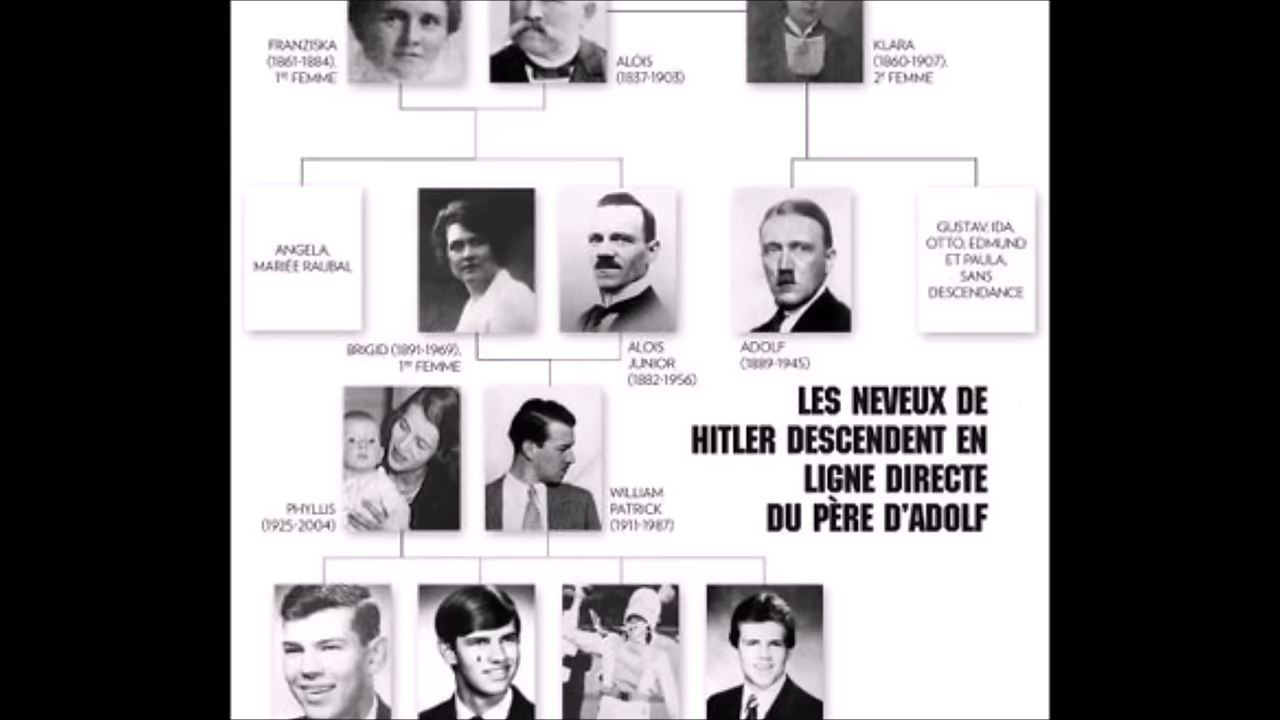 FRANZISKA
(1861-1884),
1re FEMME
ALOIS
(1837-1903)
KLARA
(1860-1907),
2e FEMME
ANGELA,
MARIÉE RAUBAL
GUSTAV, IDA,
OTTO, EDMUND
ET PAULA,
SANS
DESCENDANCE
BRIGID (1891-1969),
1re FEMME
ALOIS
JUNIOR
(1882-1956)
ADOLF
(1889-1945)
LES NEVEUX DE
HITLER DESCENDENT EN
LIGNE DIRECTE
DU PÈRE D'ADOLF
PHYLLIS
(1925-2004)
WILLIAM
PATRICK
(1911-1987)